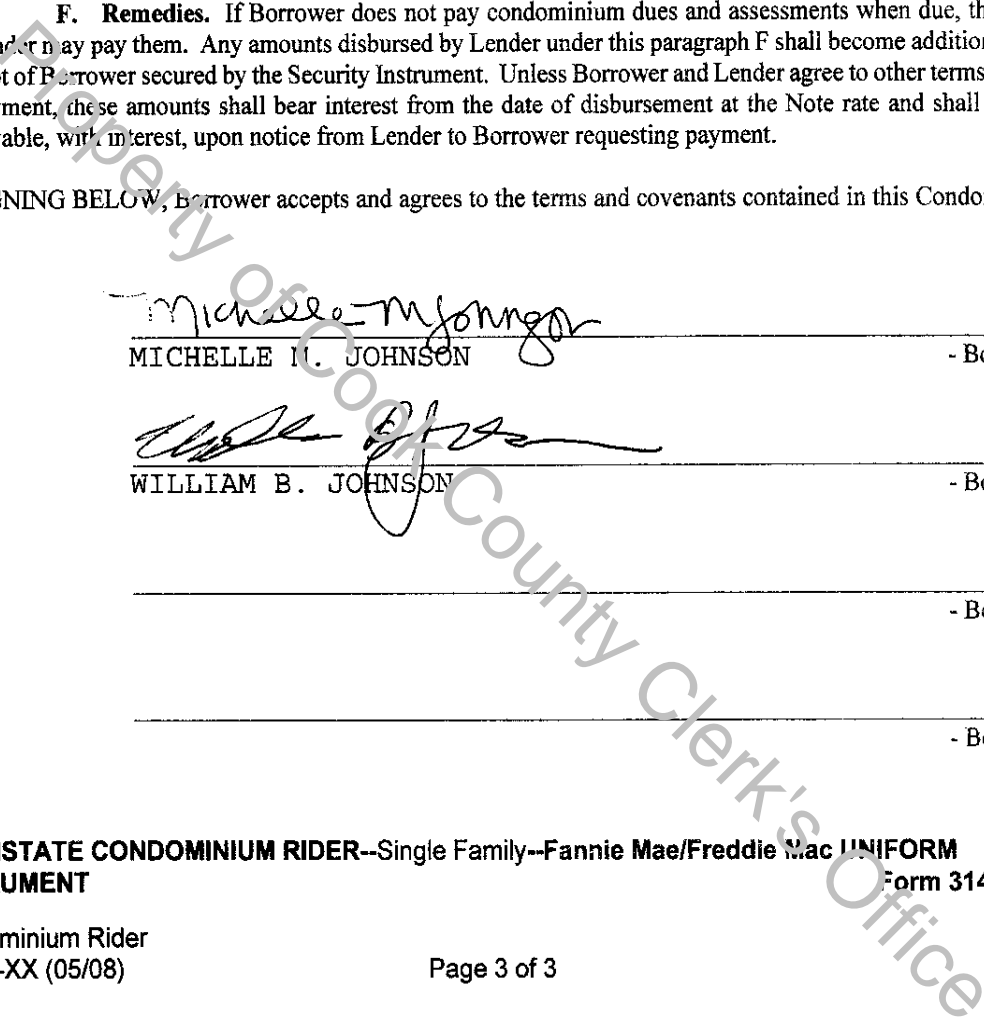 F. Remedies. If Borrower does not pay condominium dues and assessments when due, th
der may pay them. Any amounts disbursed by Lender under this paragraph F shall become addition
t of Borrower secured by the Security Instrument. Unless Borrower and Lender agree to other terms
ment, these amounts shall bear interest from the date of disbursement at the Note rate and shall
able, with interest, upon notice from Lender to Borrower requesting payment.
NING BELOW, Borrower accepts and agrees to the terms and covenants contained in this Condo
Michelle M Johnson
MICHELLE M. JOHNSON - Bo
WILLIAM B. JOHNSON - Bo
- Bo
- Bo
STATE CONDOMINIUM RIDER--Single Family--Fannie Mae/Freddie Mac UNIFORM
UMENT Form 314
minium Rider
-XX (05/08) Page 3 of 3
Property of Cook County Clerk's Office